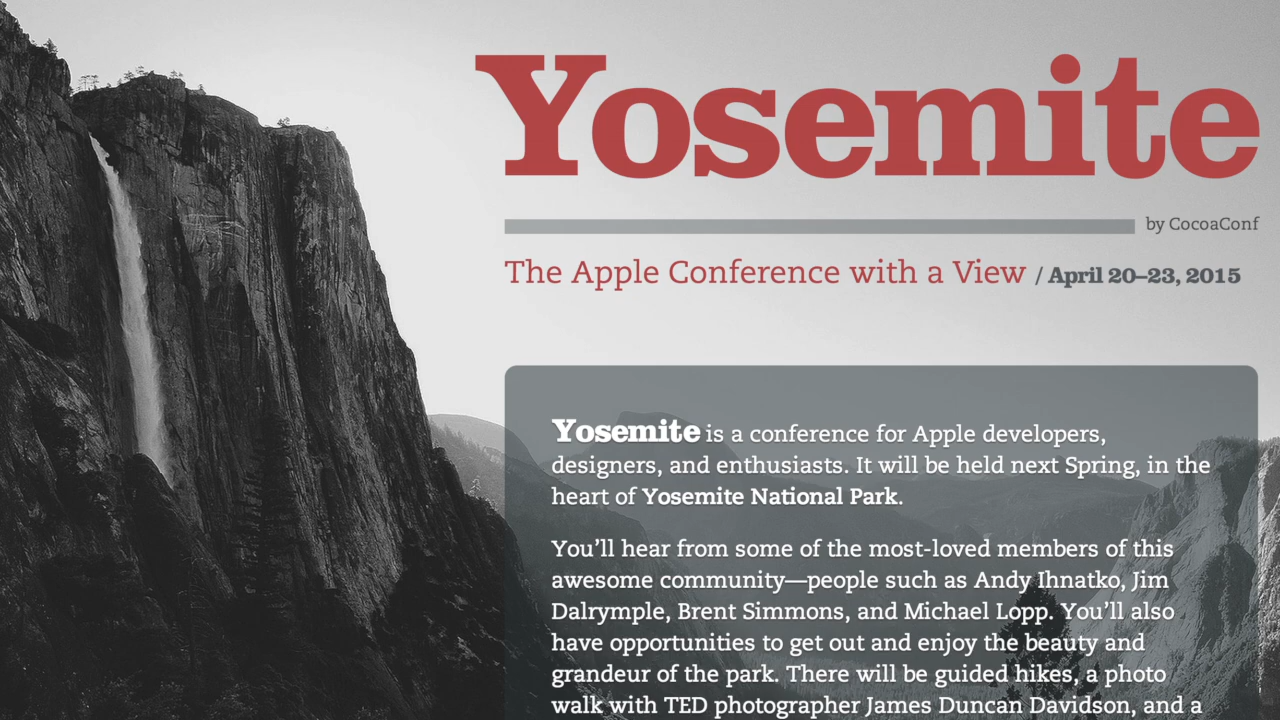 Yosemite
by CocoaConf
The Apple Conference with a View / April 20–23, 2015
Yosemite is a conference for Apple developers,
designers, and enthusiasts. It will be held next Spring, in the
heart of Yosemite National Park.
You’ll hear from some of the most-loved members of this
awesome community—people such as Andy Ihnatko, Jim
Dalrymple, Brent Simmons, and Michael Lopp. You’ll also
have opportunities to get out and enjoy the beauty and
grandeur of the park. There will be guided hikes, a photo
walk with TED photographer James Duncan Davidson, and a